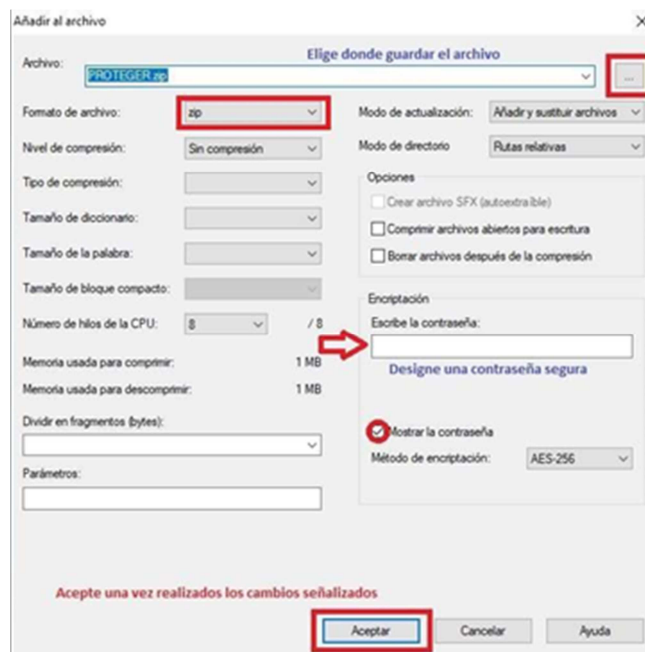 Añadir al archivo
Elige donde guardar el archivo
Archivo:
PROTEGER.zip
...
Formato de archivo:
zip
Nivel de compresión:
Sin compresión
Tipo de compresión:
Tamaño de diccionario:
Tamaño de la palabra:
Tamaño de bloque compacto:
Número de hilos de la CPU:
8
/ 8
Memoria usada para comprimir:
1 MB
Memoria usada para descomprimir:
1 MB
Dividir en fragmentos (bytes):
Parámetros:
Modo de actualización:
Añadir y sustituir archivos
Modo de directorio
Rutas relativas
Opciones
Crear archivo SFX (autoextraíble)
Comprimir archivos abiertos para escritura
Borrar archivos después de la compresión
Encriptación
Escribe la contraseña:
Designe una contraseña segura
Mostrar la contraseña
Método de encriptación:
AES-256
Acepte una vez realizados los cambios señalizados
Aceptar
Cancelar
Ayuda